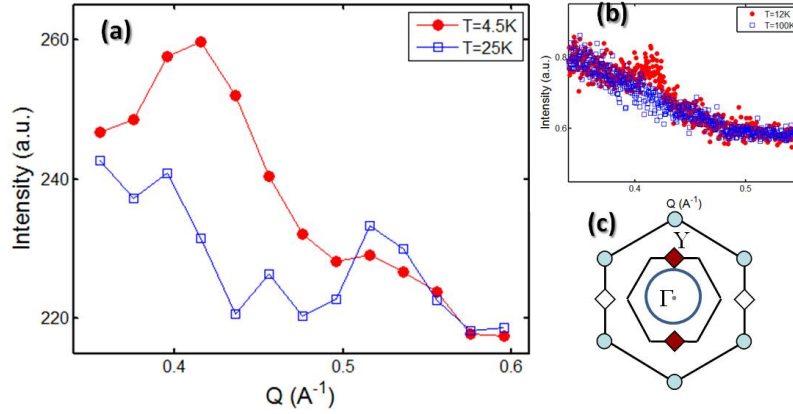 (a)
T=4.5K
T=25K
260
240
220
Intensity (a.u.)
0.4
0.5
0.6
Q (A⁻¹)
(b)
T=12K
T=100K
0.8
0.6
Intensity (a.u.)
0.4
0.5
Q (A⁻¹)
(c)
Y
Γ